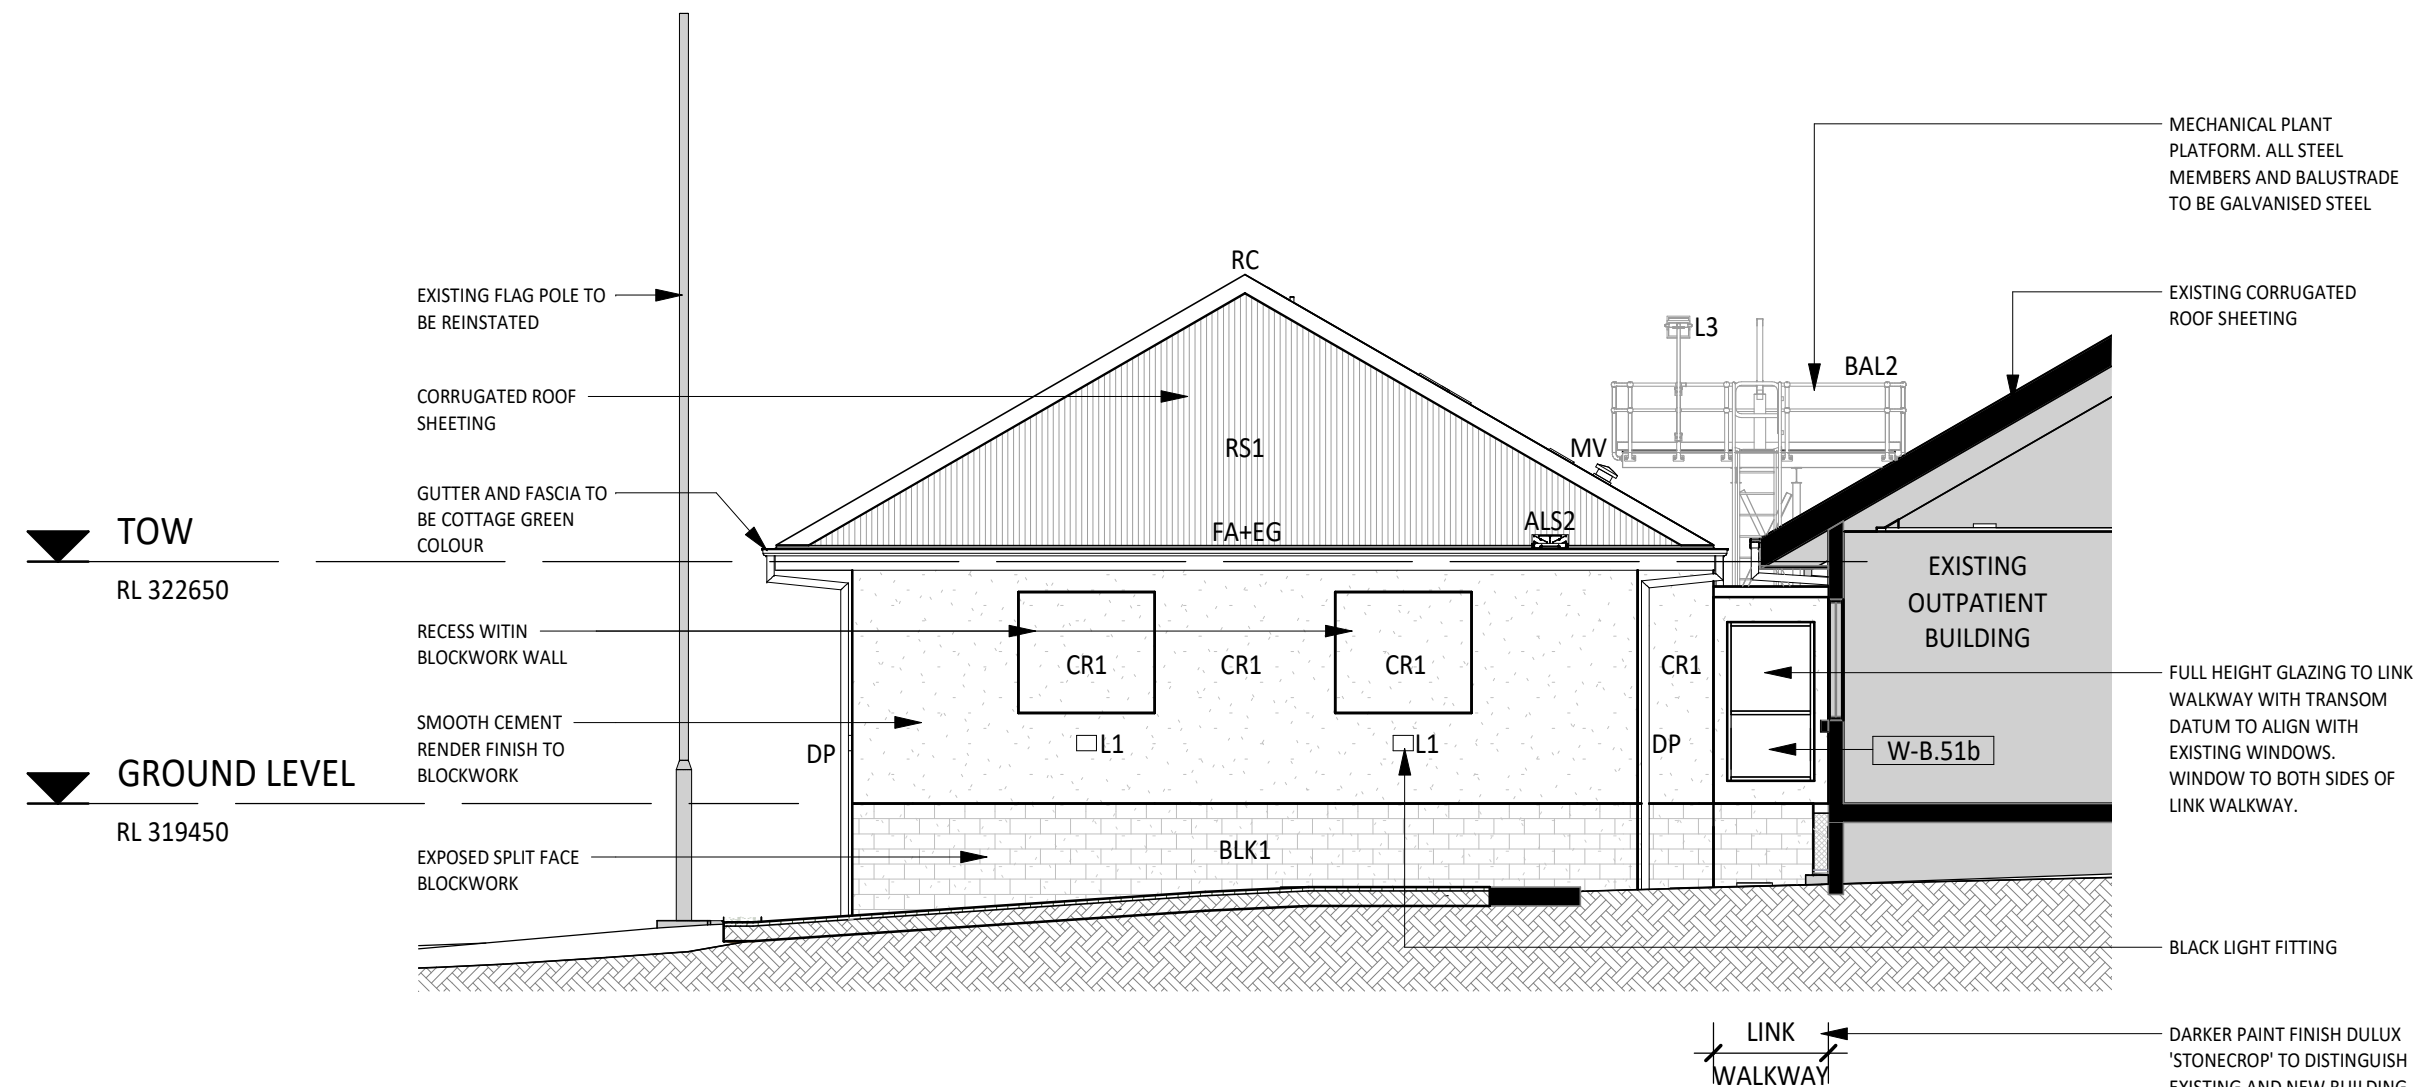 MECHANICAL PLANT
PLATFORM. ALL STEEL
MEMBERS AND BALUSTRADE
TO BE GALVANISED STEEL
RC
EXISTING FLAG POLE TO
BE REINSTATED
EXISTING CORRUGATED
ROOF SHEETING
L3
BAL2
CORRUGATED ROOF
SHEETING
RS1
MV
GUTTER AND FASCIA TO
BE COTTAGE GREEN
COLOUR
FA+EG
ALS2
TOW
RL 322650
EXISTING
OUTPATIENT
BUILDING
RECESS WITIN
BLOCKWORK WALL
CR1
CR1
CR1
CR1
FULL HEIGHT GLAZING TO LINK
WALKWAY WITH TRANSOM
DATUM TO ALIGN WITH
EXISTING WINDOWS.
WINDOW TO BOTH SIDES OF
LINK WALKWAY.
SMOOTH CEMENT
RENDER FINISH TO
BLOCKWORK
DP
L1
L1
DP
W-B.51b
GROUND LEVEL
RL 319450
EXPOSED SPLIT FACE
BLOCKWORK
BLK1
BLACK LIGHT FITTING
LINK
WALKWAY
DARKER PAINT FINISH DULUX
'STONECROP' TO DISTINGUISH
EXISTING AND NEW BUILDING